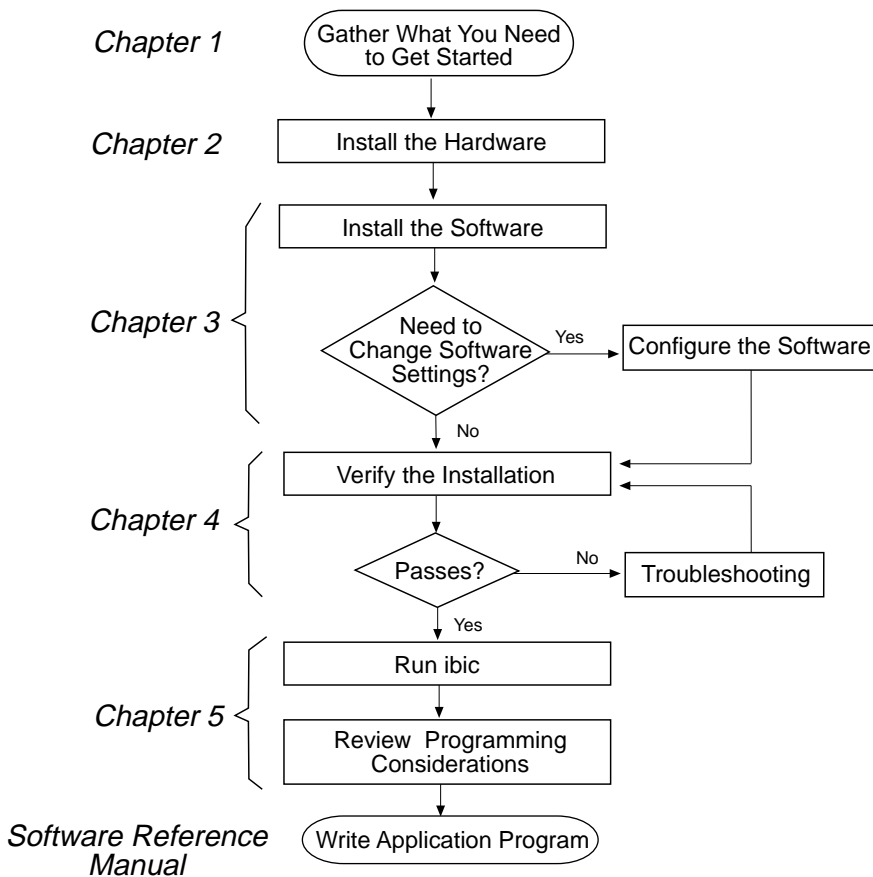 Chapter 1
Gather What You Need
to Get Started
Chapter 2
Install the Hardware
Install the Software
Chapter 3
Need to
Change Software
Settings?
Yes
Configure the Software
No
Verify the Installation
Chapter 4
Passes?
No
Troubleshooting
Yes
Run ibic
Chapter 5
Review Programming
Considerations
Software Reference
Manual
Write Application Program